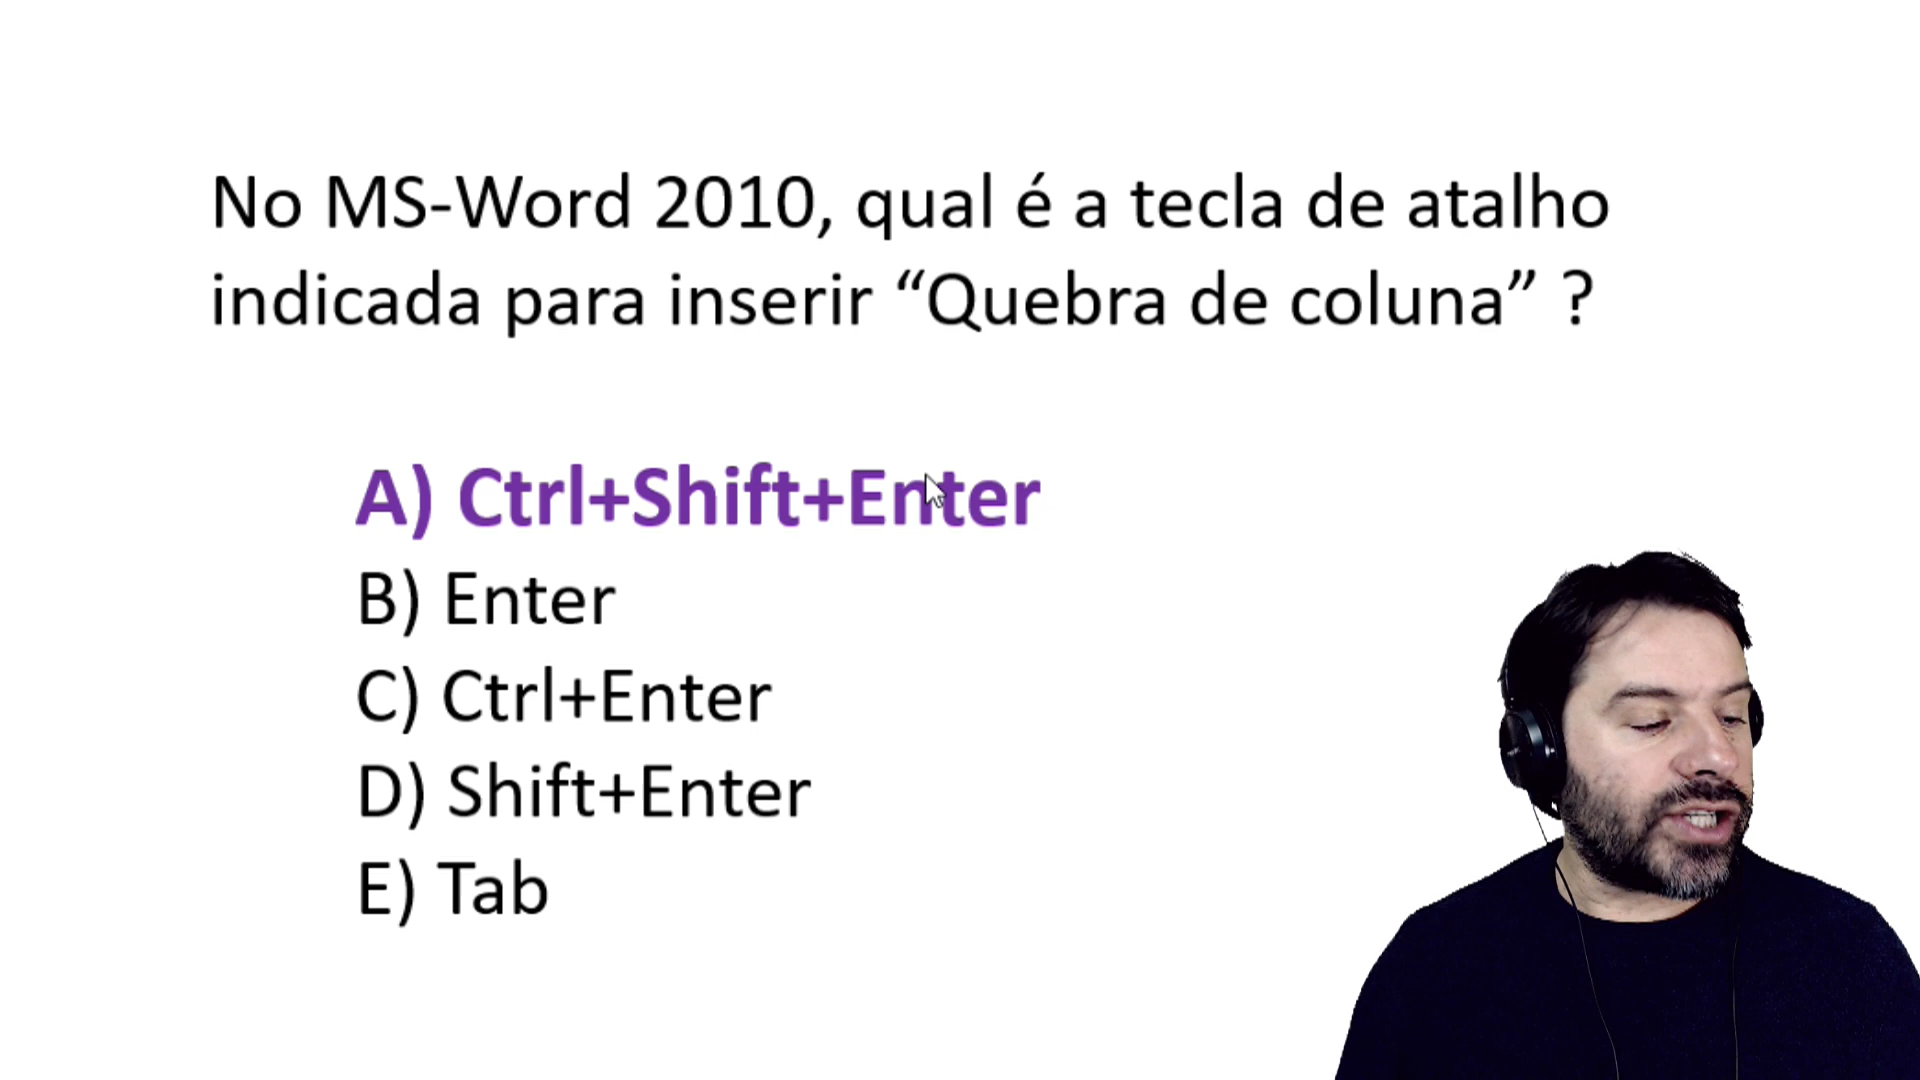 No MS-Word 2010, qual é a tecla de atalho
indicada para inserir “Quebra de coluna” ?
A) Ctrl+Shift+Enter
B) Enter
C) Ctrl+Enter
D) Shift+Enter
E) Tab